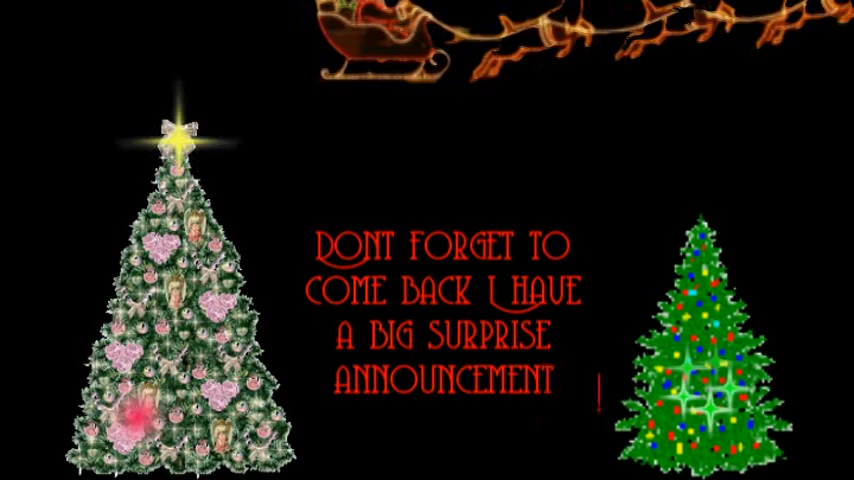 DONT FORGET TO
COME BACK I HAVE
A BIG SURPRISE
ANNOUNCEMENT !